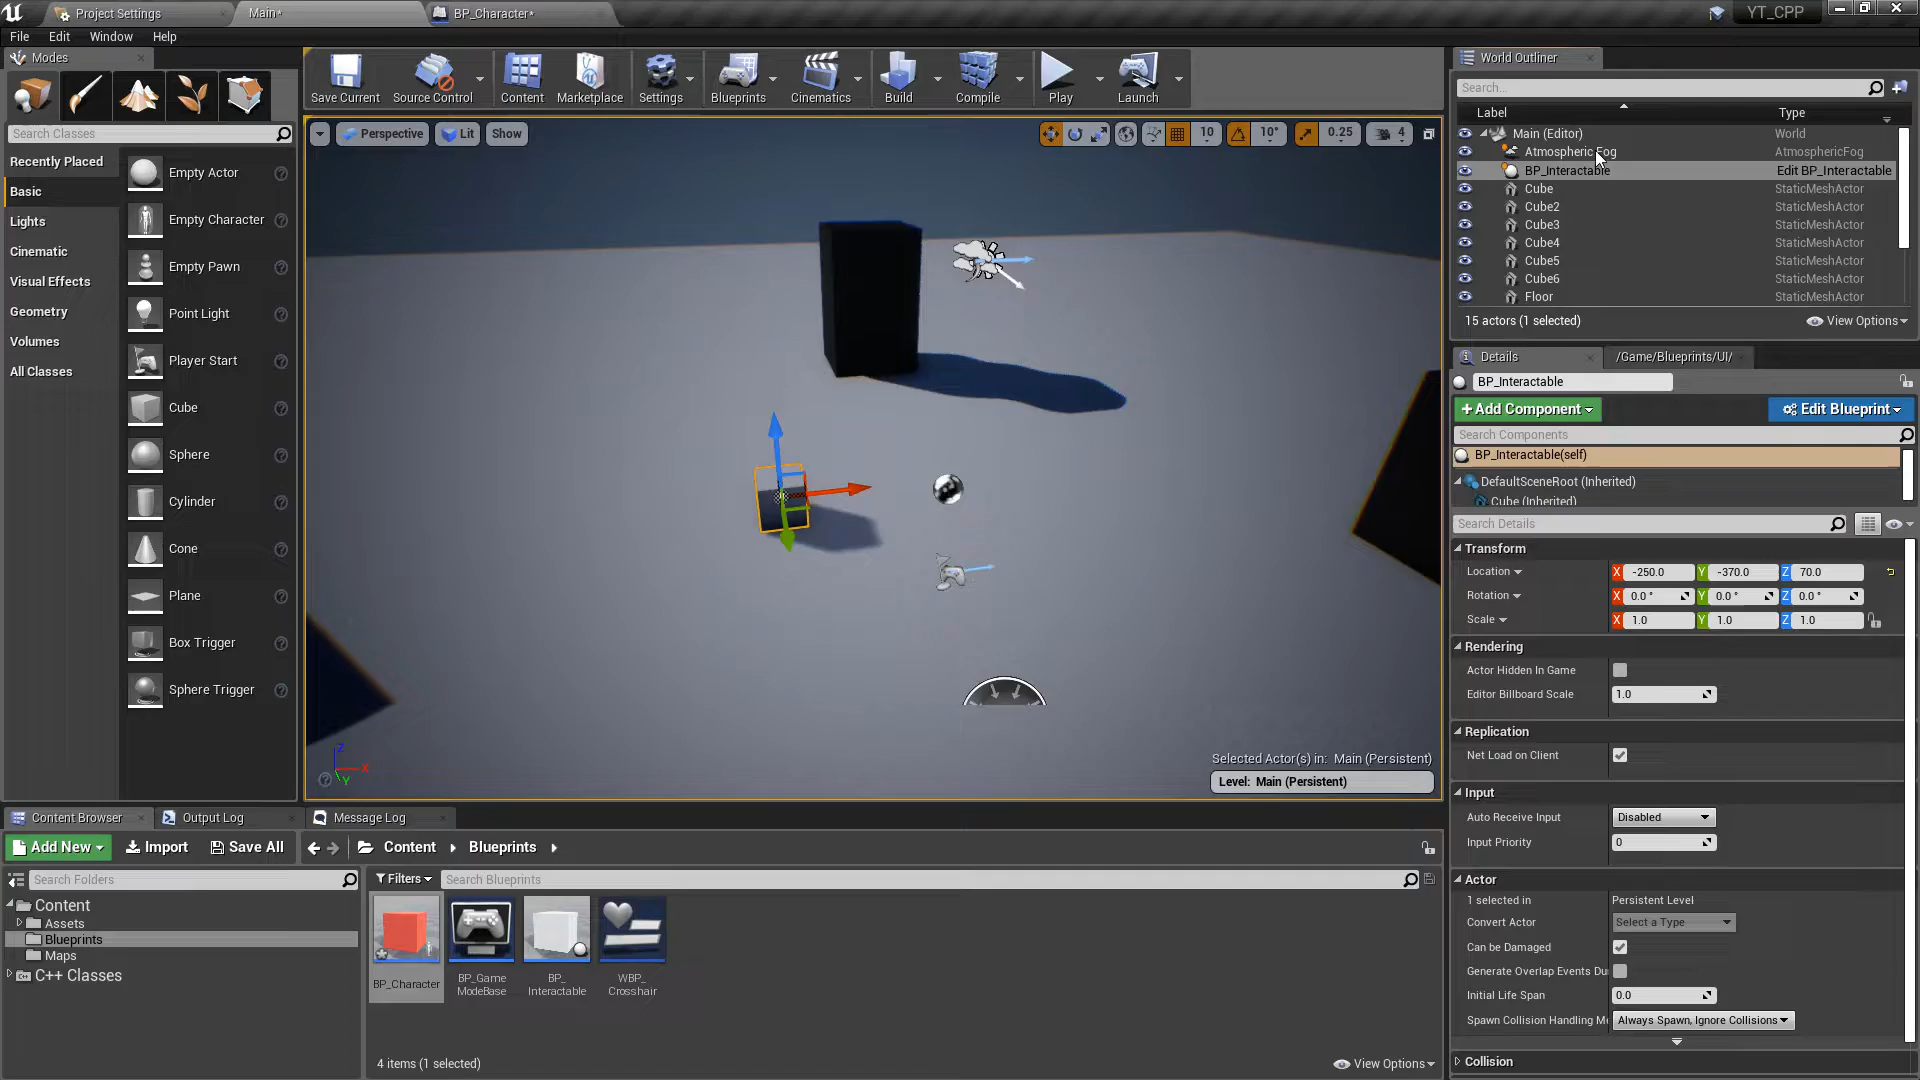 Project Settings
Main*
BP_Character*
YT_CPP
File Edit Window Help
Modes
Search Classes
Recently Placed
Basic
Lights
Cinematic
Visual Effects
Geometry
Volumes
All Classes
Empty Actor
Empty Character
Empty Pawn
Point Light
Player Start
Cube
Sphere
Cylinder
Cone
Plane
Box Trigger
Sphere Trigger
Save Current
Source Control
Content
Marketplace
Settings
Blueprints
Cinematics
Build
Compile
Play
Launch
Perspective Lit Show
10 10° 0.25 4
Z
X
Y
Selected Actor(s) in: Main (Persistent)
Level: Main (Persistent)
World Outliner
Search...
Label Type
Main (Editor) World
Atmospheric Fog AtmosphericFog
BP_Interactable Edit BP_Interactable
Cube StaticMeshActor
Cube2 StaticMeshActor
Cube3 StaticMeshActor
Cube4 StaticMeshActor
Cube5 StaticMeshActor
Cube6 StaticMeshActor
Floor StaticMeshActor
15 actors (1 selected) View Options
Details /Game/Blueprints/UI/
BP_Interactable
+Add Component Edit Blueprint
Search Components
BP_Interactable(self)
DefaultSceneRoot (Inherited)
Cube (Inherited)
Search Details
Transform
Location X -250.0 Y -370.0 Z 70.0
Rotation X 0.0 ° Y 0.0 ° Z 0.0 °
Scale X 1.0 Y 1.0 Z 1.0
Rendering
Actor Hidden In Game
Editor Billboard Scale 1.0
Replication
Net Load on Client
Input
Auto Receive Input Disabled
Input Priority 0
Actor
1 selected in Persistent Level
Convert Actor Select a Type
Can be Damaged
Generate Overlap Events Du
Initial Life Span 0.0
Spawn Collision Handling M Always Spawn, Ignore Collisions
Collision
Content Browser Output Log Message Log
Add New Import Save All Content Blueprints
Search Folders
Filters Search Blueprints
Content
Assets
Blueprints
Maps
C++ Classes
BP_Character
BP_Game
ModeBase
BP_
Interactable
WBP_
Crosshair
4 items (1 selected) View Options